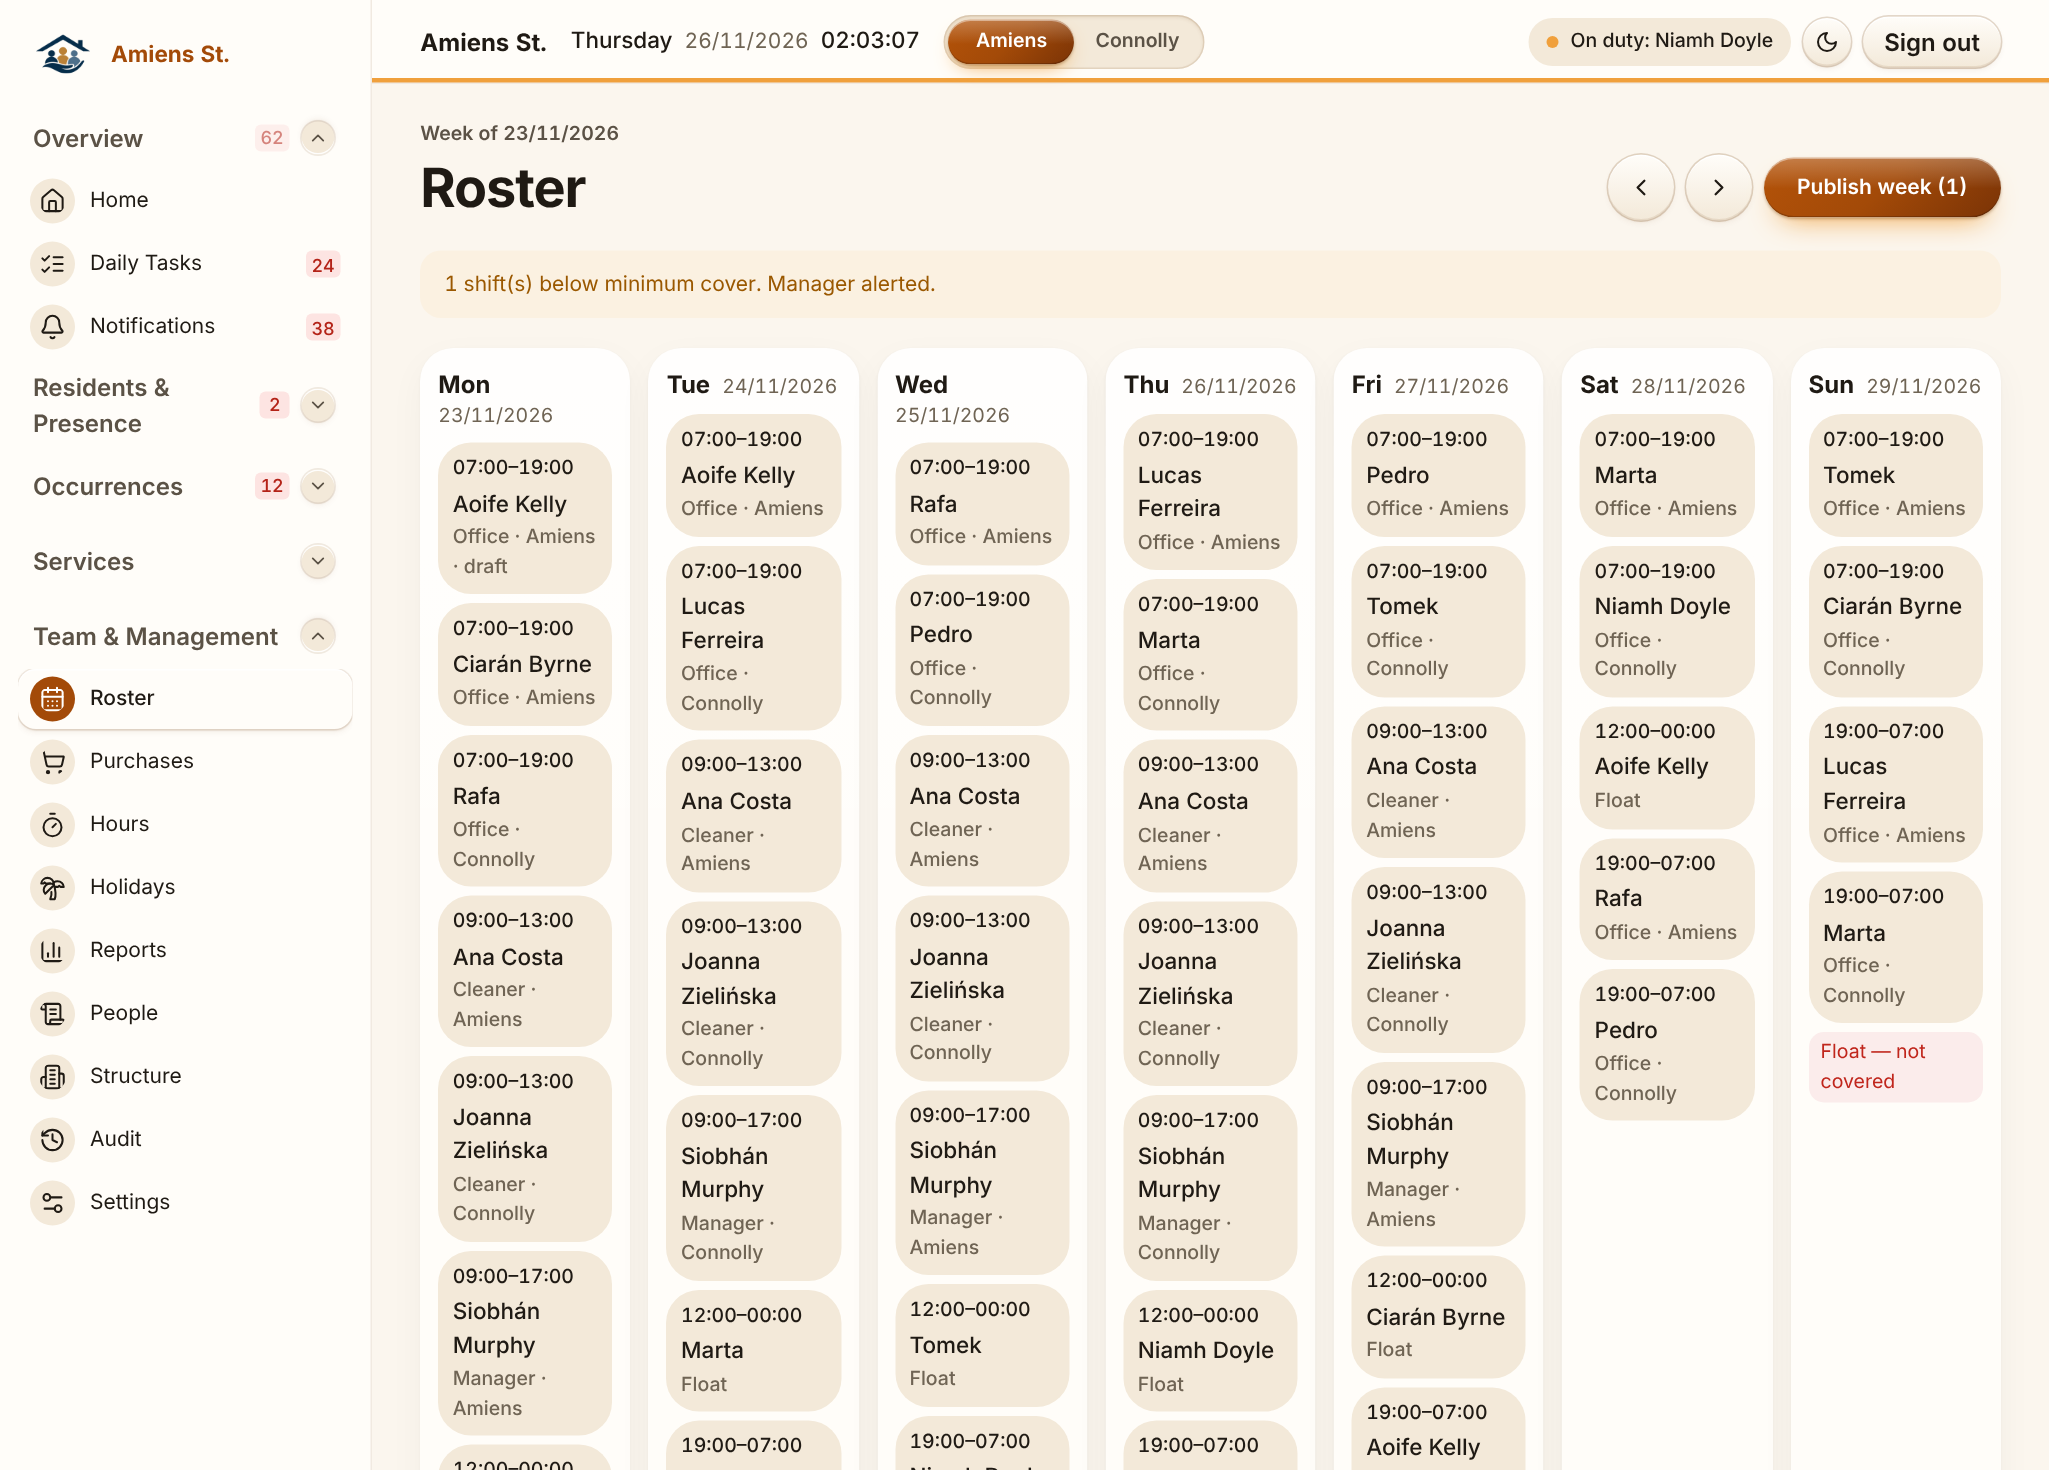 Amiens St.
Overview 62
Home
Daily Tasks 24
Notifications 38
Residents &
Presence 2
Occurrences 12
Services
Team & Management
Roster
Purchases
Hours
Holidays
Reports
People
Structure
Audit
Settings
Amiens St. Thursday 26/11/2026 02:03:07 Amiens Connolly On duty: Niamh Doyle Sign out
Week of 23/11/2026
Roster
Publish week (1)
1 shift(s) below minimum cover. Manager alerted.
Mon
23/11/2026
07:00–19:00
Aoife Kelly
Office · Amiens
· draft
07:00–19:00
Ciarán Byrne
Office · Amiens
07:00–19:00
Rafa
Office ·
Connolly
09:00–13:00
Ana Costa
Cleaner ·
Amiens
09:00–13:00
Joanna
Zielińska
Cleaner ·
Connolly
09:00–17:00
Siobhán
Murphy
Manager ·
Amiens
12:00–00:00
Tue 24/11/2026
07:00–19:00
Aoife Kelly
Office · Amiens
07:00–19:00
Lucas
Ferreira
Office ·
Connolly
09:00–13:00
Ana Costa
Cleaner ·
Amiens
09:00–13:00
Joanna
Zielińska
Cleaner ·
Connolly
09:00–17:00
Siobhán
Murphy
Manager ·
Connolly
12:00–00:00
Marta
Float
19:00–07:00
Wed
25/11/2026
07:00–19:00
Rafa
Office · Amiens
07:00–19:00
Pedro
Office ·
Connolly
09:00–13:00
Ana Costa
Cleaner ·
Amiens
09:00–13:00
Joanna
Zielińska
Cleaner ·
Connolly
09:00–17:00
Siobhán
Murphy
Manager ·
Amiens
12:00–00:00
Tomek
Float
19:00–07:00
Thu 26/11/2026
07:00–19:00
Lucas
Ferreira
Office · Amiens
07:00–19:00
Marta
Office ·
Connolly
09:00–13:00
Ana Costa
Cleaner ·
Amiens
09:00–13:00
Joanna
Zielińska
Cleaner ·
Connolly
09:00–17:00
Siobhán
Murphy
Manager ·
Connolly
12:00–00:00
Niamh Doyle
Float
19:00–07:00
Fri 27/11/2026
07:00–19:00
Pedro
Office · Amiens
07:00–19:00
Tomek
Office ·
Connolly
09:00–13:00
Ana Costa
Cleaner ·
Amiens
09:00–13:00
Joanna
Zielińska
Cleaner ·
Connolly
09:00–17:00
Siobhán
Murphy
Manager ·
Amiens
12:00–00:00
Ciarán Byrne
Float
19:00–07:00
Aoife Kelly
Sat 28/11/2026
07:00–19:00
Marta
Office · Amiens
07:00–19:00
Niamh Doyle
Office ·
Connolly
12:00–00:00
Aoife Kelly
Float
19:00–07:00
Rafa
Office · Amiens
19:00–07:00
Pedro
Office ·
Connolly
Sun 29/11/2026
07:00–19:00
Tomek
Office · Amiens
07:00–19:00
Ciarán Byrne
Office ·
Connolly
19:00–07:00
Lucas
Ferreira
Office · Amiens
19:00–07:00
Marta
Office ·
Connolly
Float — not
covered